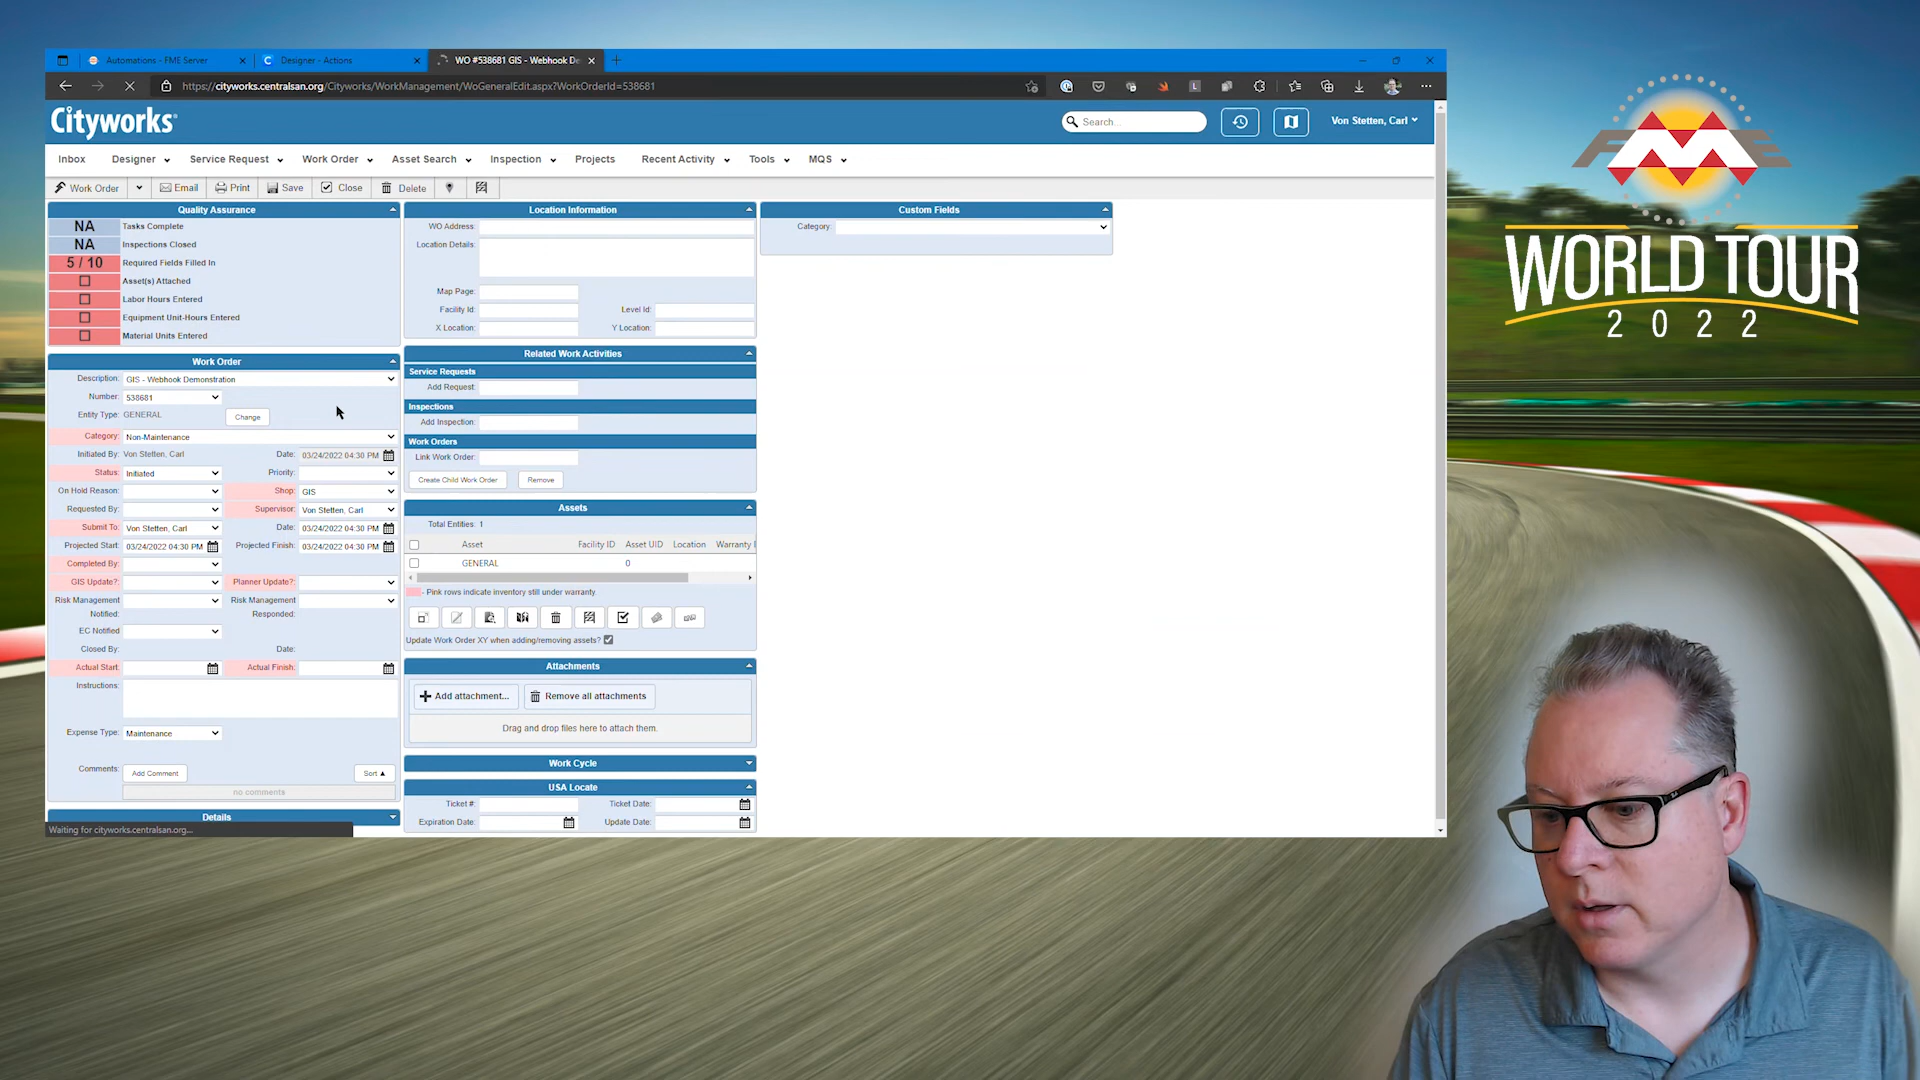 Automations - FME Server
Designer - Actions
WO #538681 GIS - Webhook De
https://cityworks.centralsan.org/Cityworks/WorkManagement/WoGeneralEdit.aspx?WorkOrderId=538681
Cityworks
Search...
Von Stetten, Carl
Inbox Designer Service Request Work Order Asset Search Inspection Projects Recent Activity Tools MQS
Work Order Email Print Save Close Delete
Quality Assurance
NA Tasks Complete
NA Inspections Closed
5 / 10 Required Fields Filled In
Asset(s) Attached
Labor Hours Entered
Equipment Unit-Hours Entered
Material Units Entered
Work Order
Description: GIS - Webhook Demonstration
Number: 538681
Entity Type: GENERAL Change
Category: Non-Maintenance
Initiated By: Von Stetten, Carl Date: 03/24/2022 04:30 PM
Status: Initiated Priority:
On Hold Reason: Shop: GIS
Requested By: Supervisor: Von Stetten, Carl
Submit To: Von Stetten, Carl Date: 03/24/2022 04:30 PM
Projected Start: 03/24/2022 04:30 PM Projected Finish: 03/24/2022 04:30 PM
Completed By:
GIS Update?: Planner Update?:
Risk Management Notified: Risk Management Responded:
EC Notified
Closed By: Date:
Actual Start: Actual Finish:
Instructions:
Expense Type: Maintenance
Comments: Add Comment Sort ▲
no comments
Details
Waiting for cityworks.centralsan.org...
Location Information
WO Address:
Location Details:
Map Page:
Facility Id: Level Id:
X Location: Y Location:
Related Work Activities
Service Requests
Add Request:
Inspections
Add Inspection:
Work Orders
Link Work Order:
Create Child Work Order Remove
Assets
Total Entities: 1
Asset Facility ID Asset UID Location Warranty
GENERAL 0
- Pink rows indicate inventory still under warranty.
Update Work Order XY when adding/removing assets?
Attachments
Add attachment... Remove all attachments
Drag and drop files here to attach them.
Work Cycle
USA Locate
Ticket #: Ticket Date:
Expiration Date: Update Date:
Custom Fields
Category:
FME
WORLD TOUR
2022